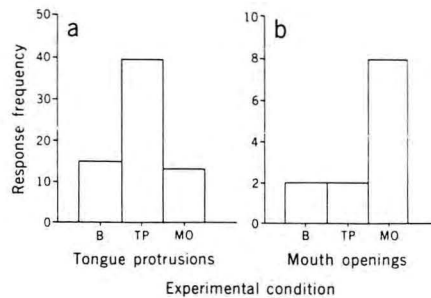 a
b
Response frequency
50
40
30
20
10
0
B TP MO
Tongue protrusions
10
8
6
4
2
0
B TP MO
Mouth openings
Experimental condition